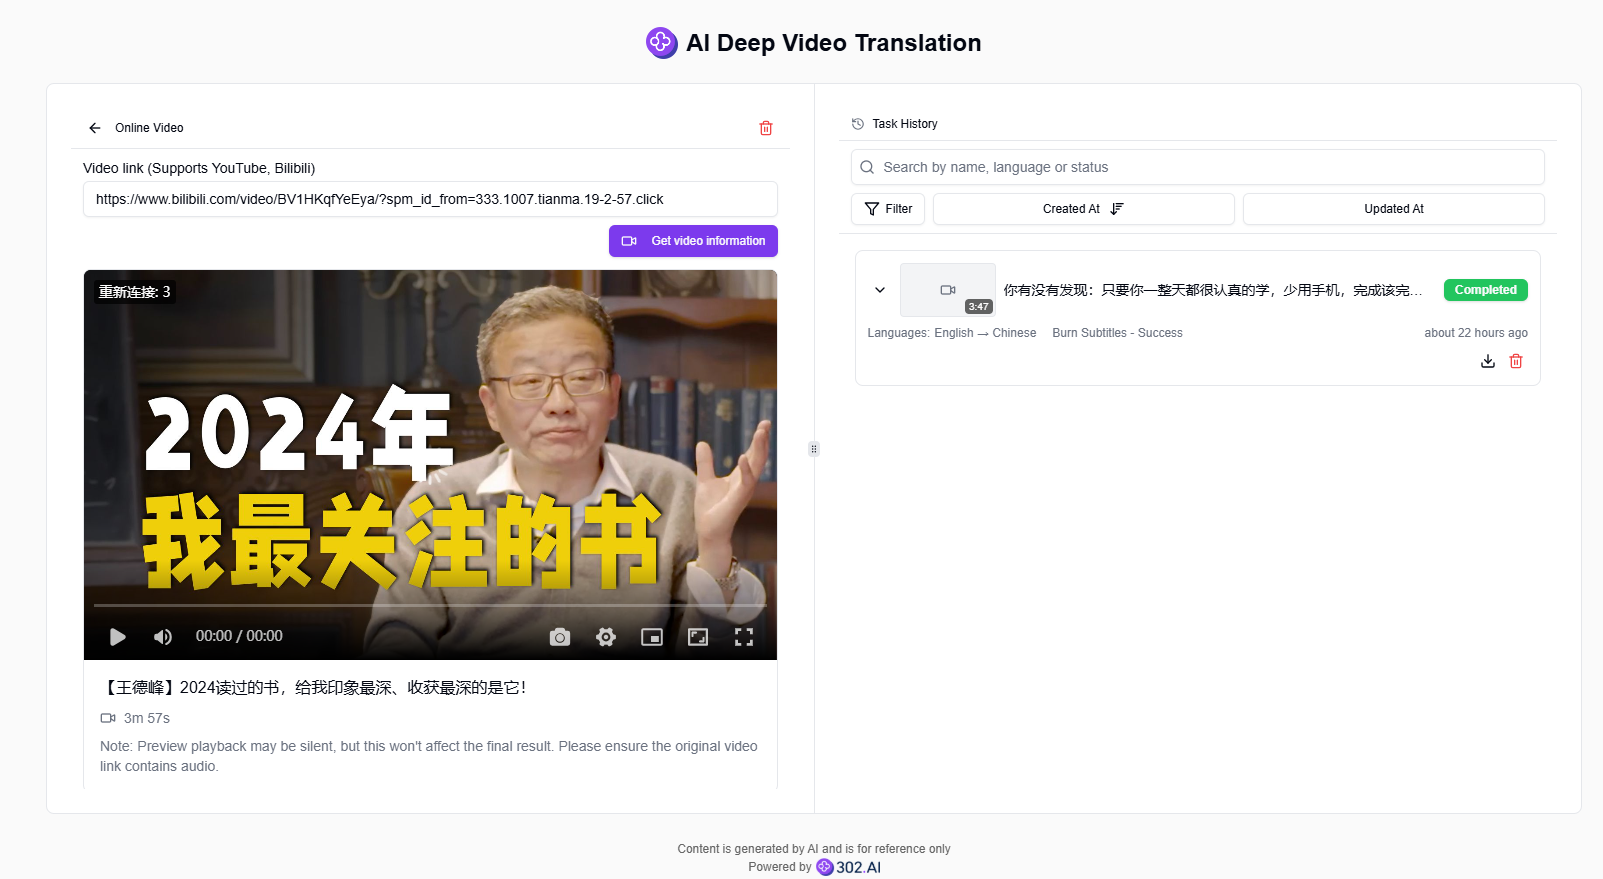 AI Deep Video Translation
Online Video
Video link (Supports YouTube, Bilibili)
https://www.bilibili.com/video/BV1HKqfYeEya/?spm_id_from=333.1007.tianma.19-2-57.click
Get video information
重新连接: 3
2024年
我最关注的书
00:00 / 00:00
【王德峰】2024读过的书，给我印象最深、收获最深的是它！
3m 57s
Note: Preview playback may be silent, but this won't affect the final result. Please ensure the original video
link contains audio.
Task History
Search by name, language or status
Filter
Created At
Updated At
3:47
你有没有发现：只要你一整天都很认真的学，少用手机，完成该完...
Completed
Languages: English → Chinese
Burn Subtitles - Success
about 22 hours ago
Content is generated by AI and is for reference only
Powered by 302.AI